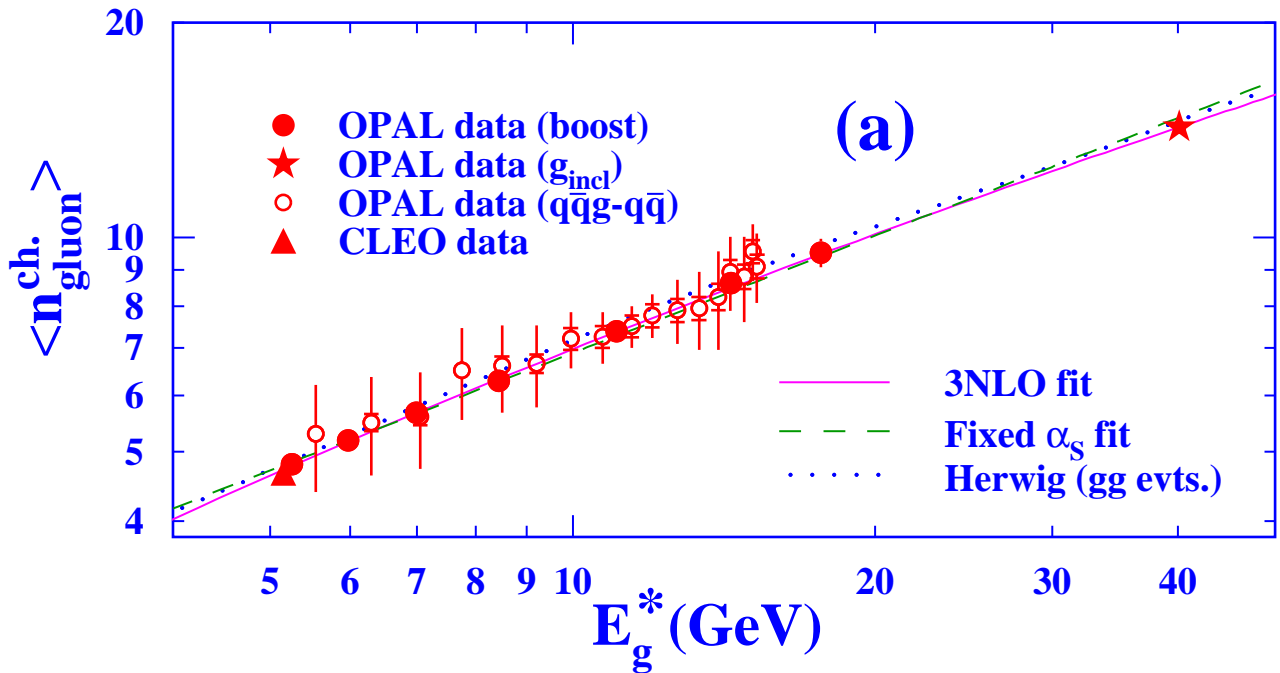 20
(a)
OPAL data (boost)
OPAL data (g_incl)
OPAL data (qq̅g-qq̅)
CLEO data
<n^ch._gluon>
10
9
8
7
6
5
4
3NLO fit
Fixed α_S fit
Herwig (gg evts.)
5 6 7 8 9 10 20 30 40
E_g^* (GeV)